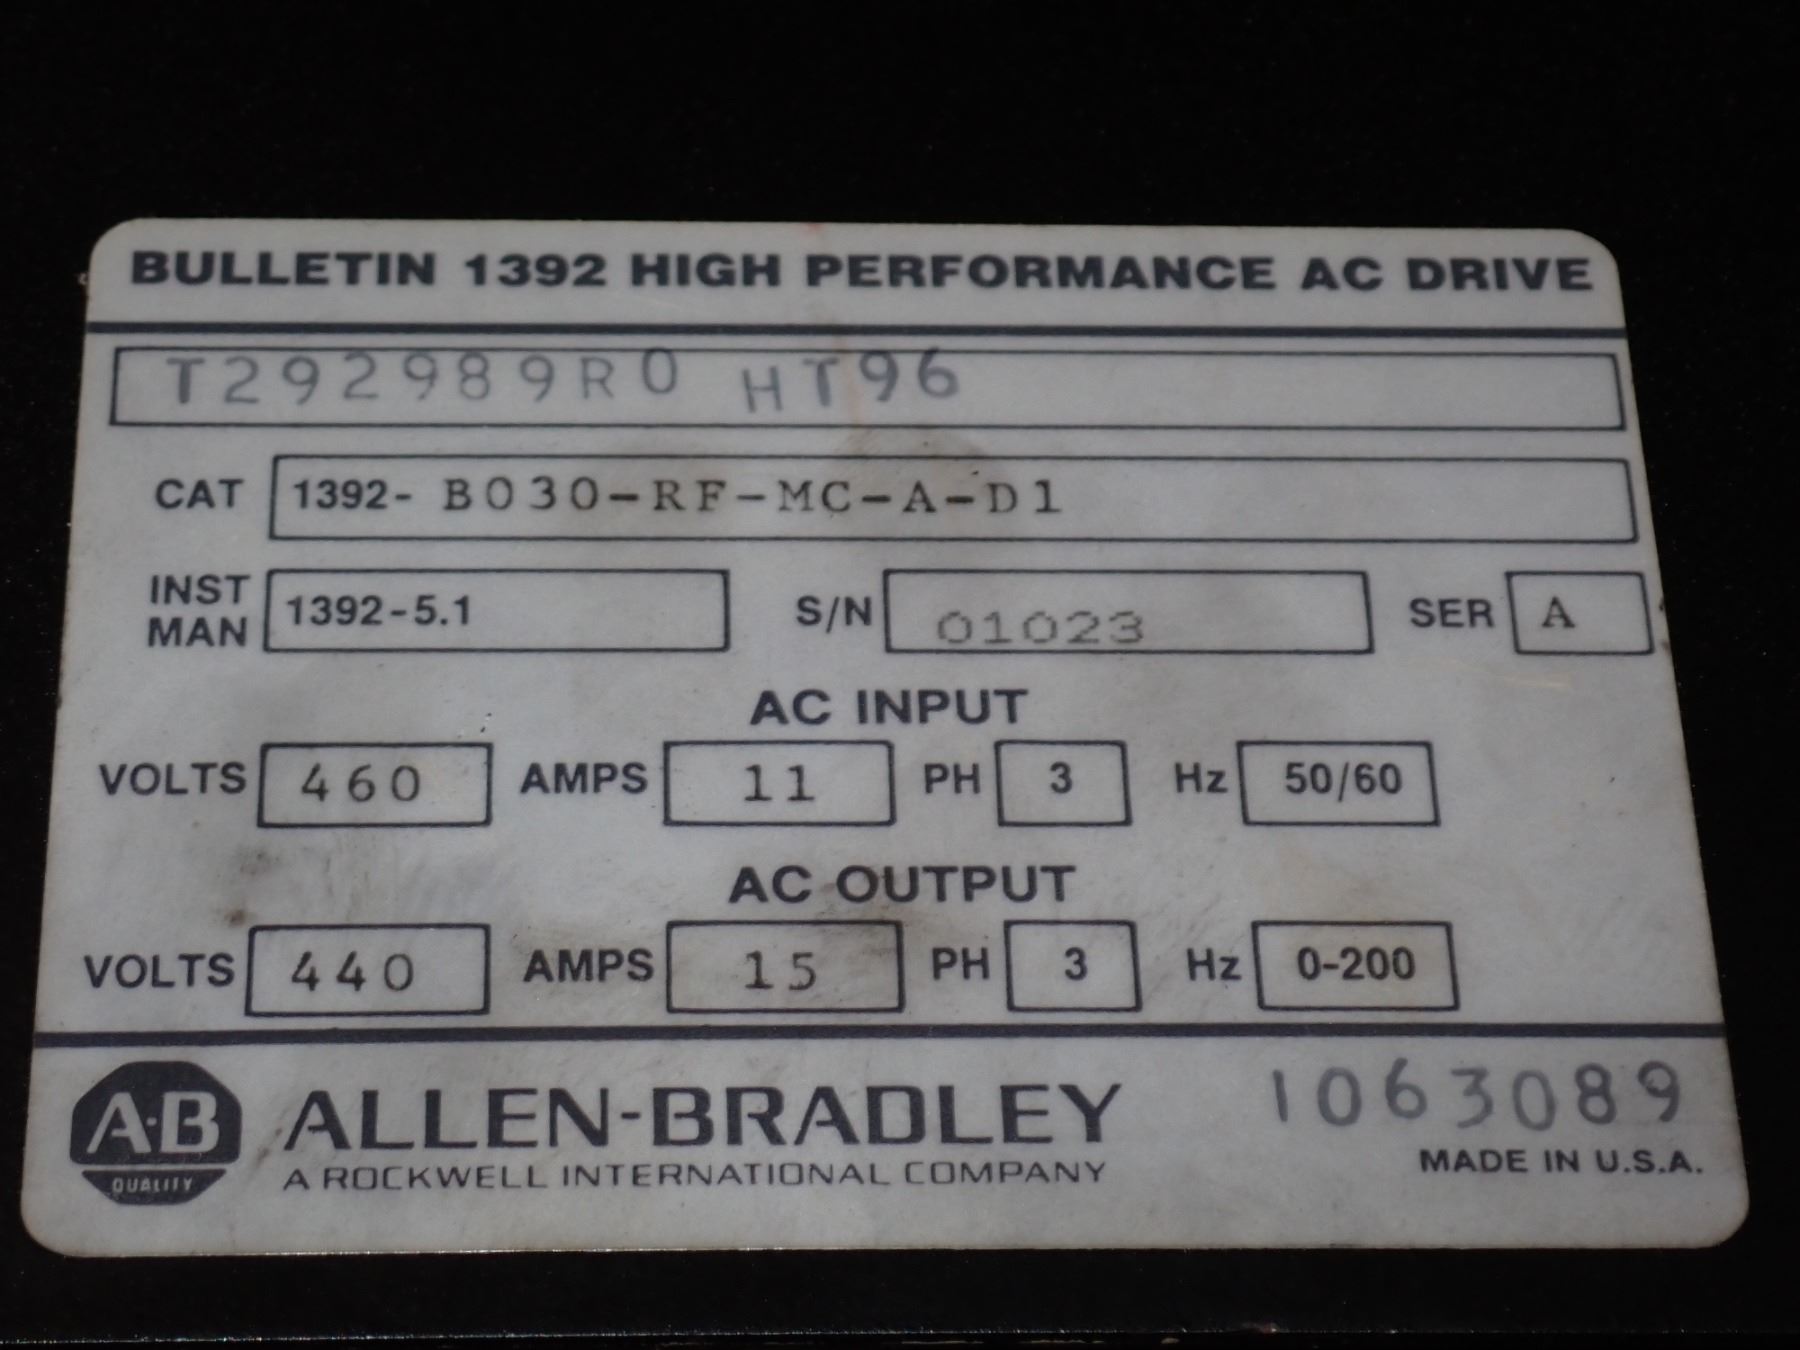 BULLETIN 1392 HIGH PERFORMANCE AC DRIVE
T292989R0 HT96
CAT 1392- B030-RF-MC-A-D1
INST MAN 1392-5.1 S/N 01023 SER A
AC INPUT
VOLTS 460 AMPS 11 PH 3 Hz 50/60
AC OUTPUT
VOLTS 440 AMPS 15 PH 3 Hz 0-200
A·B QUALITY
ALLEN-BRADLEY 1063089
A ROCKWELL INTERNATIONAL COMPANY MADE IN U.S.A.